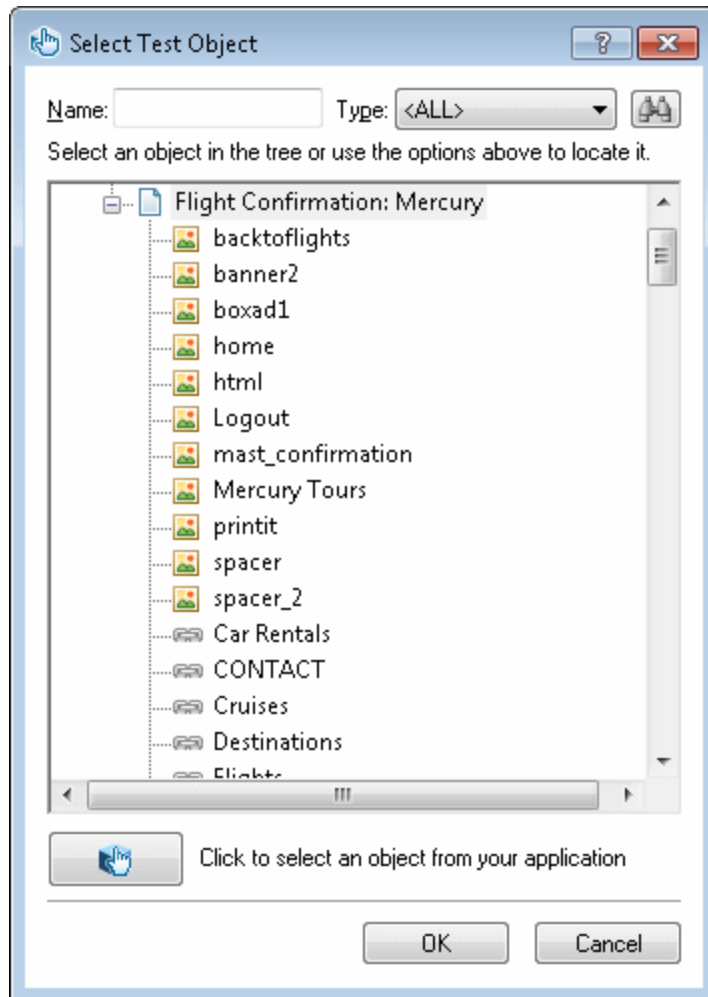 Select Test Object
Name: Type: <ALL>
Select an object in the tree or use the options above to locate it.
Flight Confirmation: Mercury
backtoflights
banner2
boxad1
home
html
Logout
mast_confirmation
Mercury Tours
printit
spacer
spacer_2
Car Rentals
CONTACT
Cruises
Destinations
Flights
Click to select an object from your application
OK Cancel